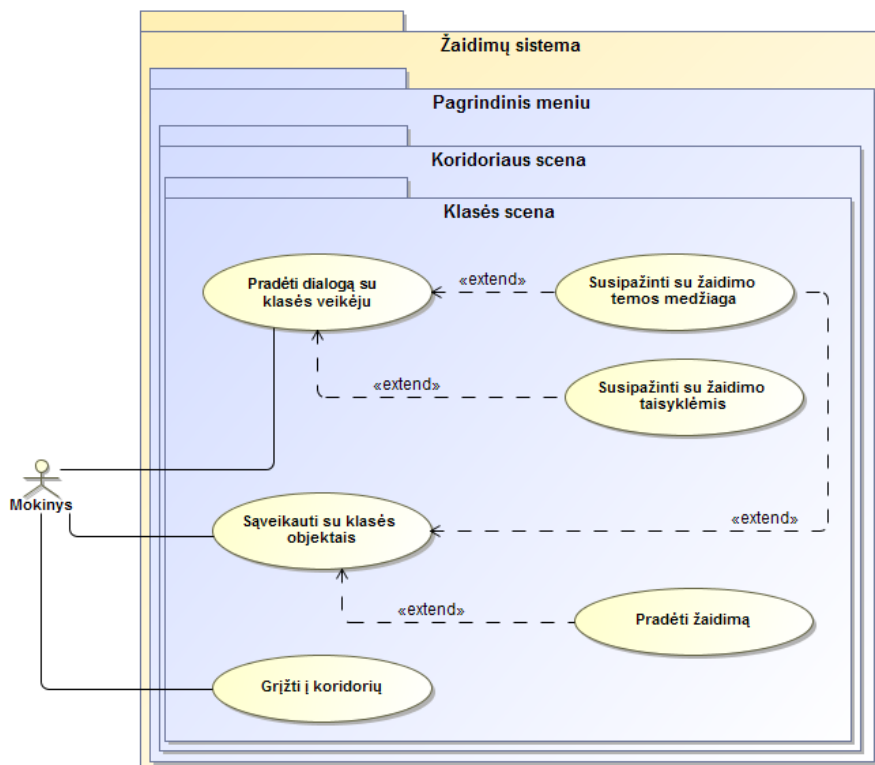 Žaidimų sistema
Pagrindinis meniu
Koridoriaus scena
Klasės scena
Pradėti dialogą su
klasės veikėju
«extend»
Susipažinti su žaidimo
temos medžiaga
«extend»
Susipažinti su žaidimo
taisyklėmis
Mokinys
Sąveikauti su klasės
objektais
«extend»
«extend»
Pradėti žaidimą
Grįžti į koridorių